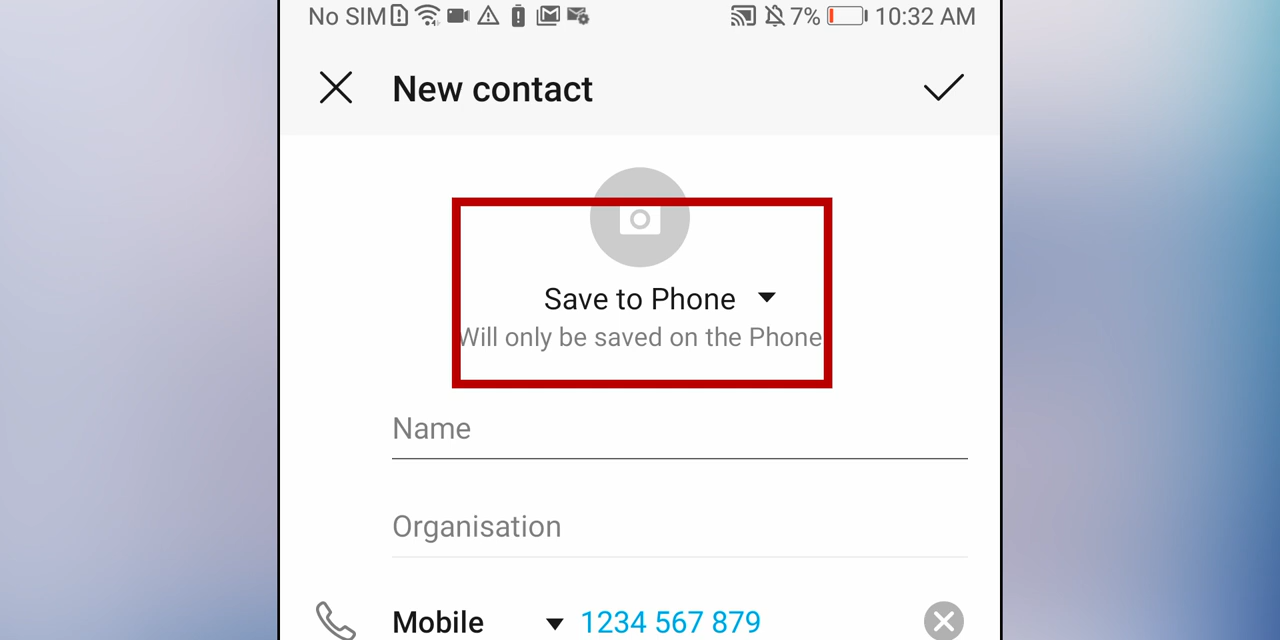 No SIM 7% 10:32 AM
New contact
Save to Phone
Will only be saved on the Phone
Name
Organisation
Mobile 1234 567 879